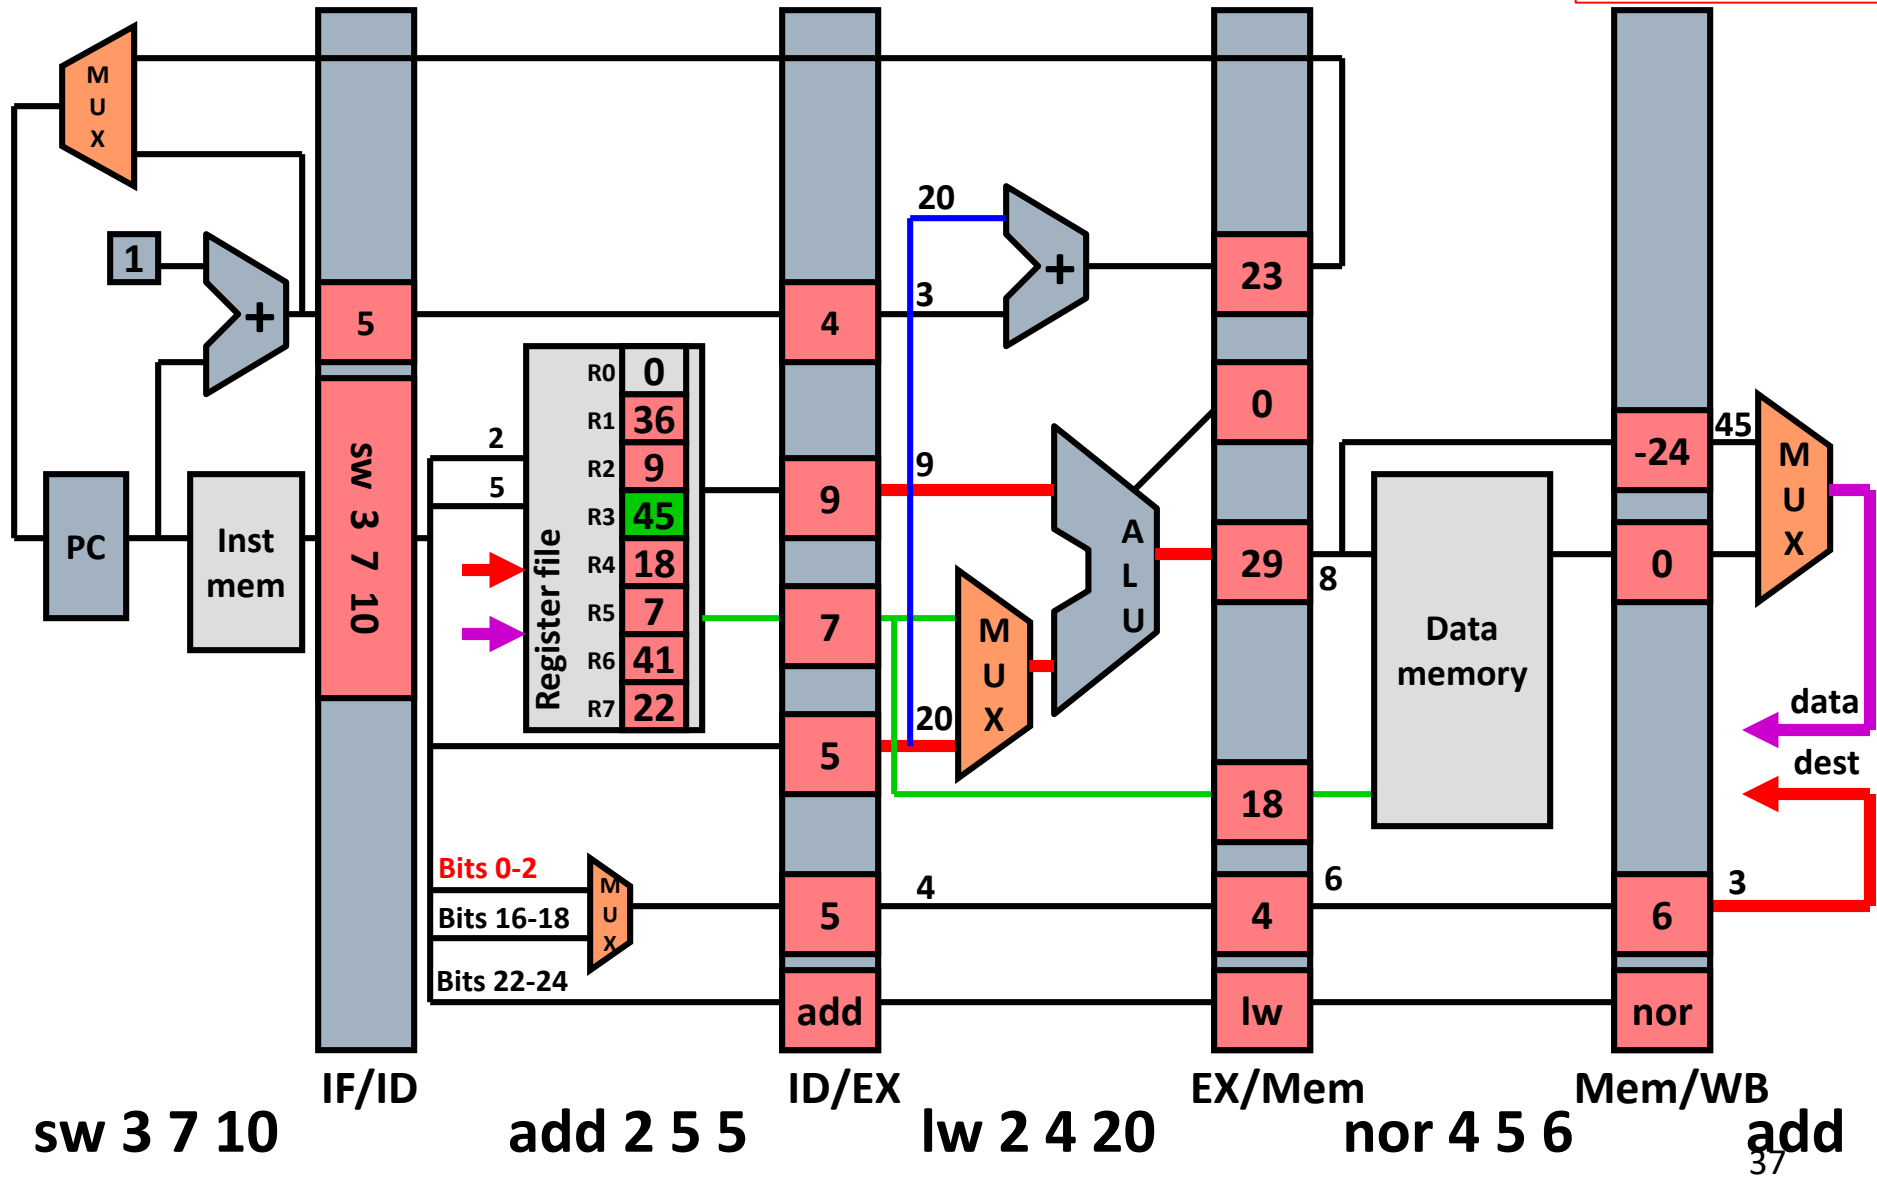 M
U
X
1
+
5
sw 3 7 10
PC
Inst
mem
2
5
Register file
R0 0
R1 36
R2 9
R3 45
R4 18
R5 7
R6 41
R7 22
Bits 0-2
Bits 16-18
Bits 22-24
M
U
X
4
9
7
5
5
add
20
3
9
20
4
+
M
U
X
A
L
U
23
0
29
18
4
lw
8
6
Data
memory
-24
0
6
nor
45
3
M
U
X
data
dest
IF/ID
ID/EX
EX/Mem
Mem/WB
sw 3 7 10
add 2 5 5
lw 2 4 20
nor 4 5 6
add
37